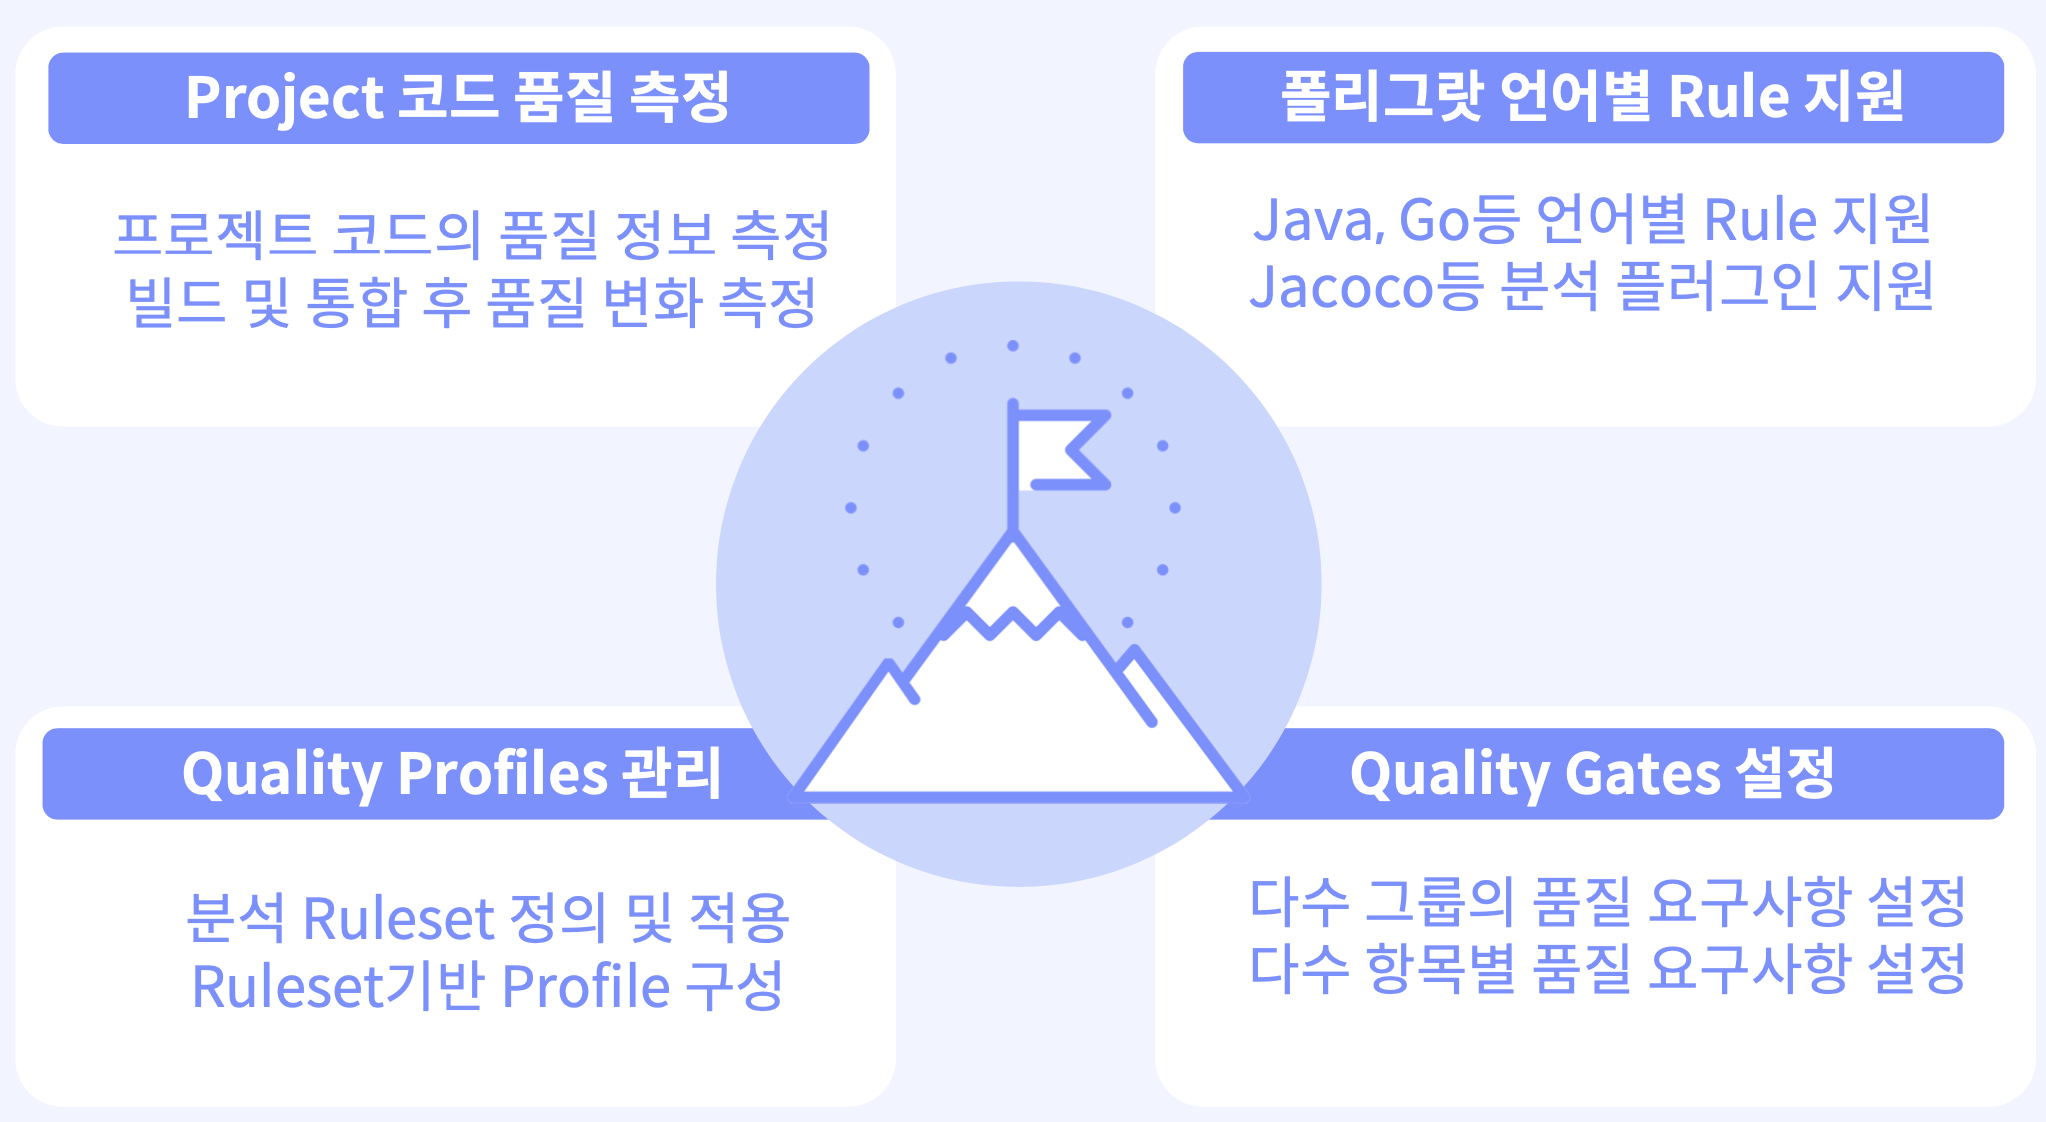 Project 코드 품질 측정
프로젝트 코드의 품질 정보 측정
빌드 및 통합 후 품질 변화 측정
폴리그랏 언어별 Rule 지원
Java, Go등 언어별 Rule 지원
Jacoco등 분석 플러그인 지원
Quality Profiles 관리
분석 Ruleset 정의 및 적용
Ruleset기반 Profile 구성
Quality Gates 설정
다수 그룹의 품질 요구사항 설정
다수 항목별 품질 요구사항 설정